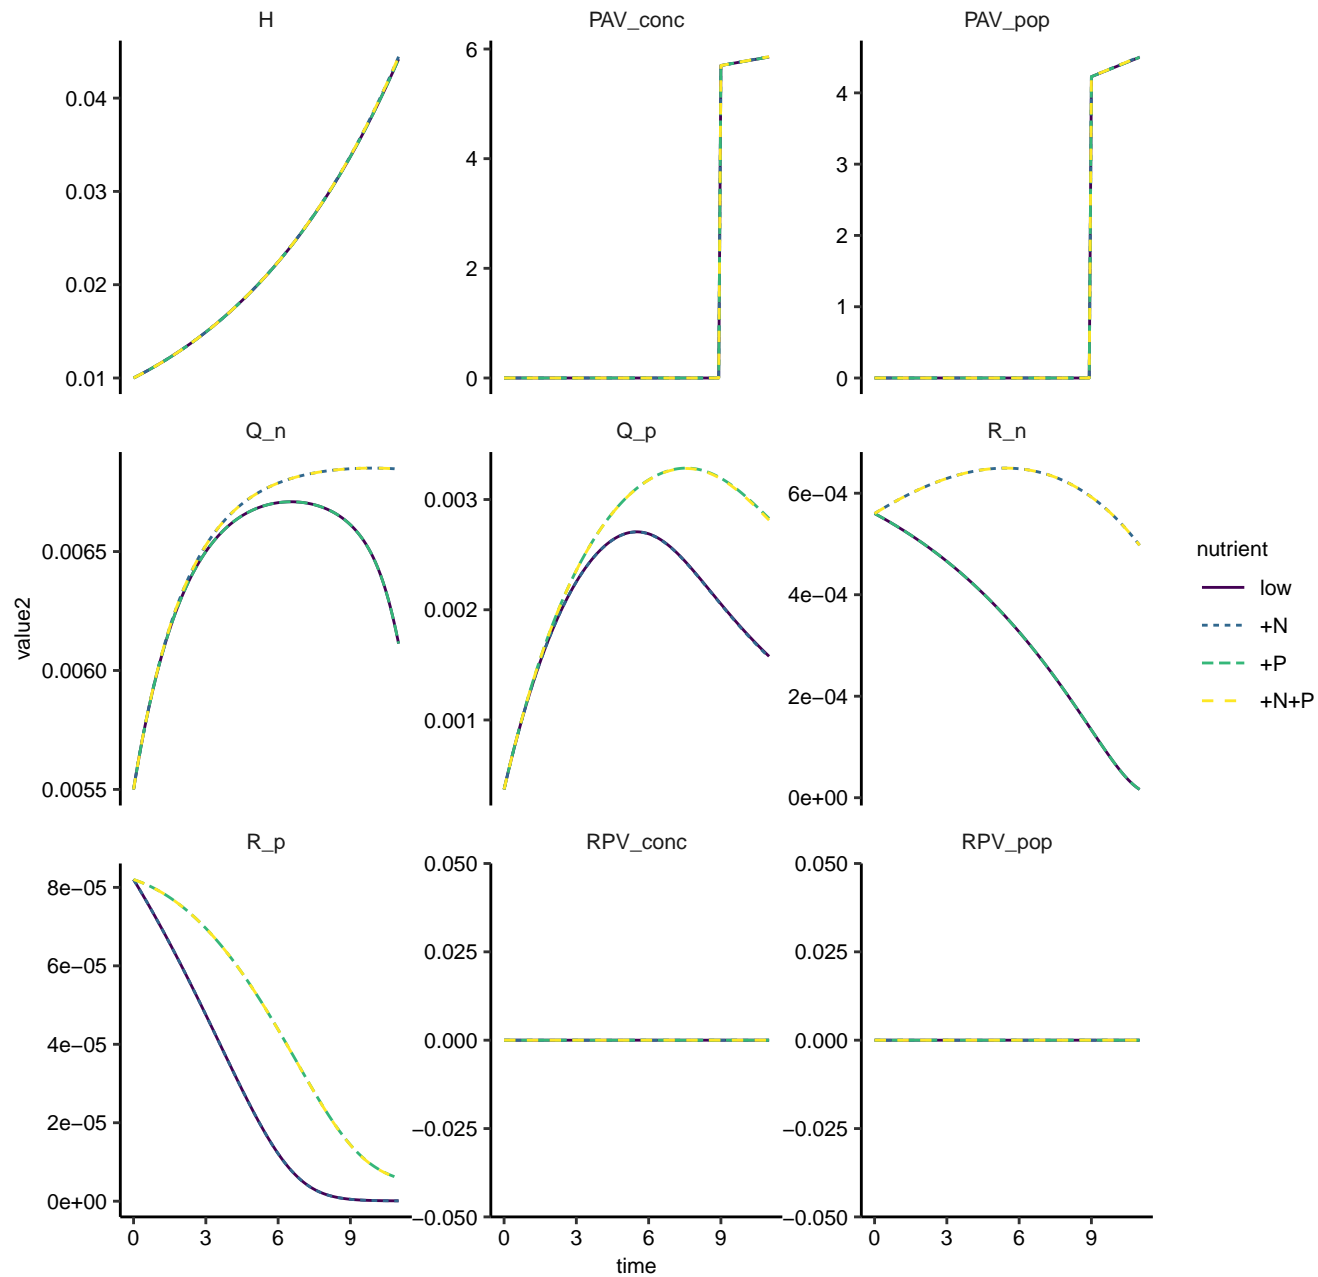 H
PAV_conc
PAV_pop
0.04
0.03
0.02
0.01
6
4
2
0
4
3
2
1
0
Q_n
Q_p
R_n
0.0065
0.0060
0.0055
0.003
0.002
0.001
6e−04
4e−04
2e−04
0e+00
value2
nutrient
low
+N
+P
+N+P
R_p
RPV_conc
RPV_pop
8e−05
6e−05
4e−05
2e−05
0e+00
0.050
0.025
0.000
−0.025
−0.050
0.050
0.025
0.000
−0.025
−0.050
0 3 6 9
0 3 6 9
0 3 6 9
time